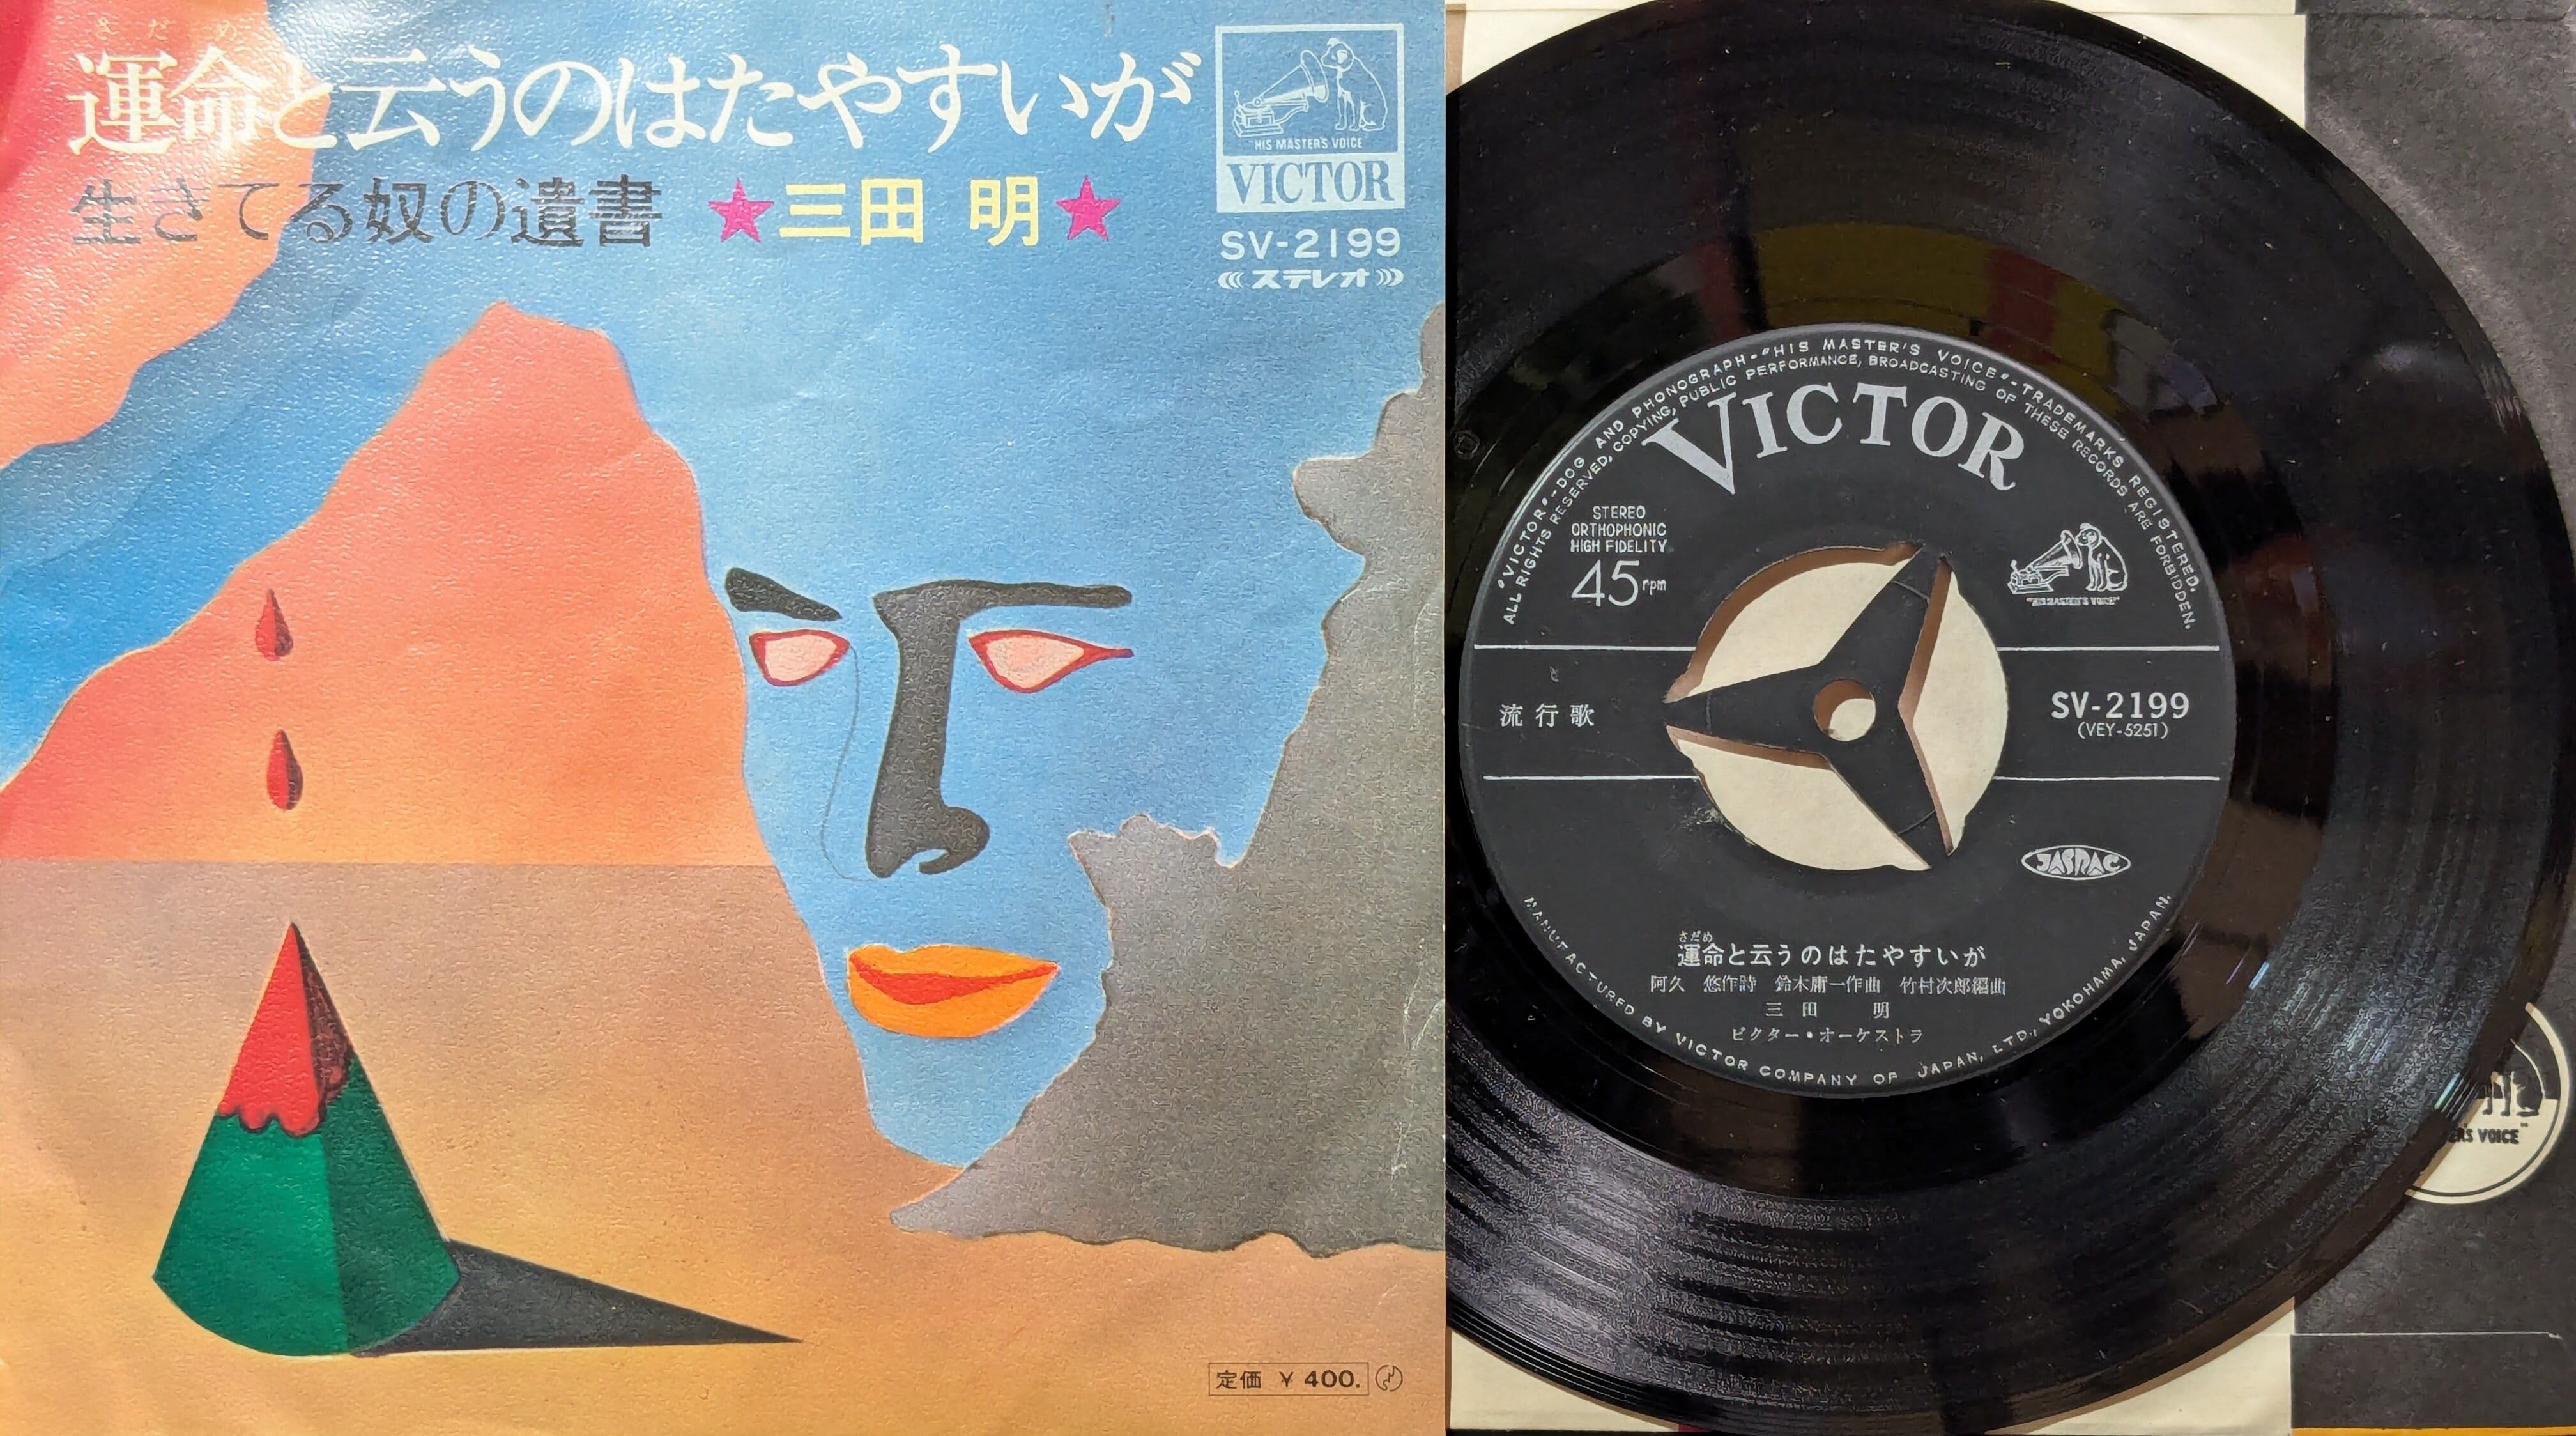 さだめ
運命と云うのはたやすいが
生きてる奴の遺書 ★三田 明★
HIS MASTER'S VOICE
VICTOR
SV-2199
ステレオ
定価 ¥ 400.
"VICTOR"-DOG AND PHONOGRAPH-"HIS MASTER'S VOICE"-TRADEMARKS REGISTERED.
ALL RIGHTS RESERVED, COPYING, PUBLIC PERFORMANCE, BROADCASTING OF THESE RECORDS ARE FORBIDDEN.
VICTOR
STEREO
ORTHOPHONIC
HIGH FIDELITY
45 rpm
"HIS MASTER'S VOICE"
流行歌
SV-2199
(VEY-5251)
JASRAC
さだめ
運命と云うのはたやすいが
阿久 悠作詩 鈴木庸一作曲 竹村次郎編曲
三田 明
ビクター・オーケストラ
MANUFACTURED BY VICTOR COMPANY OF JAPAN, LTD., YOKOHAMA, JAPAN.
VOICE"